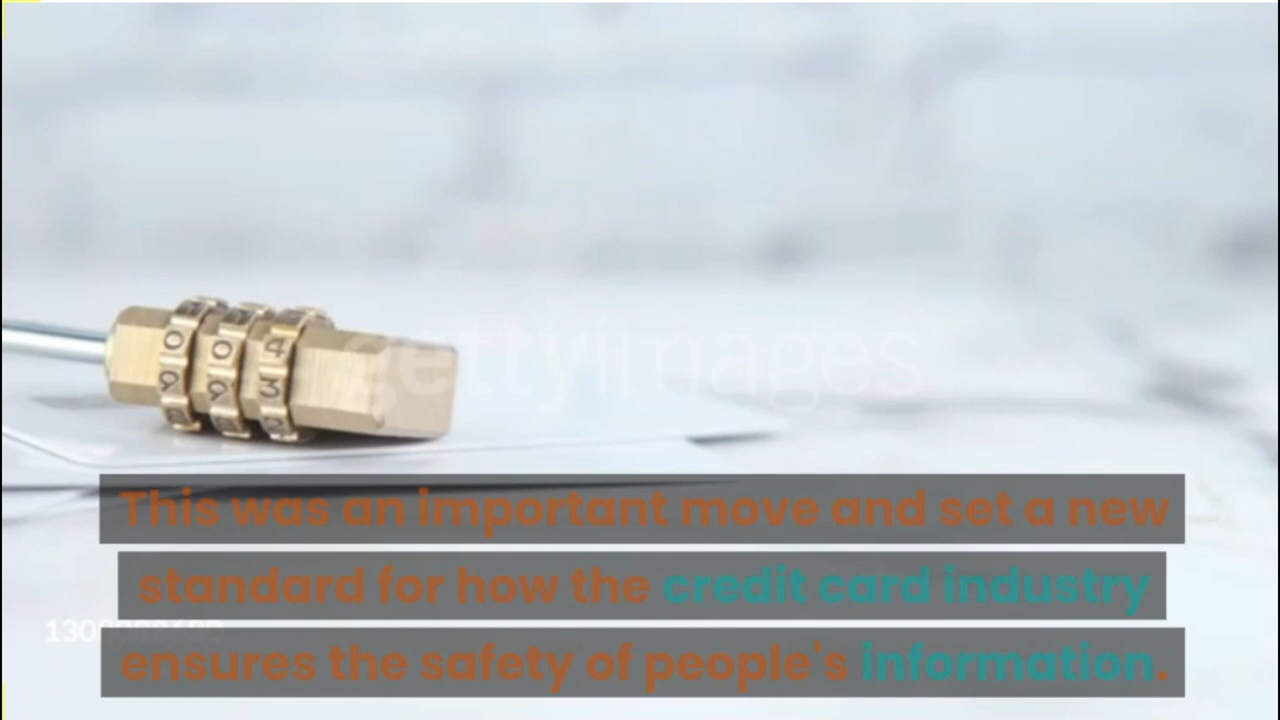 gettyimages
This was an important move and set a new
standard for how the credit card industry
ensures the safety of people's information.